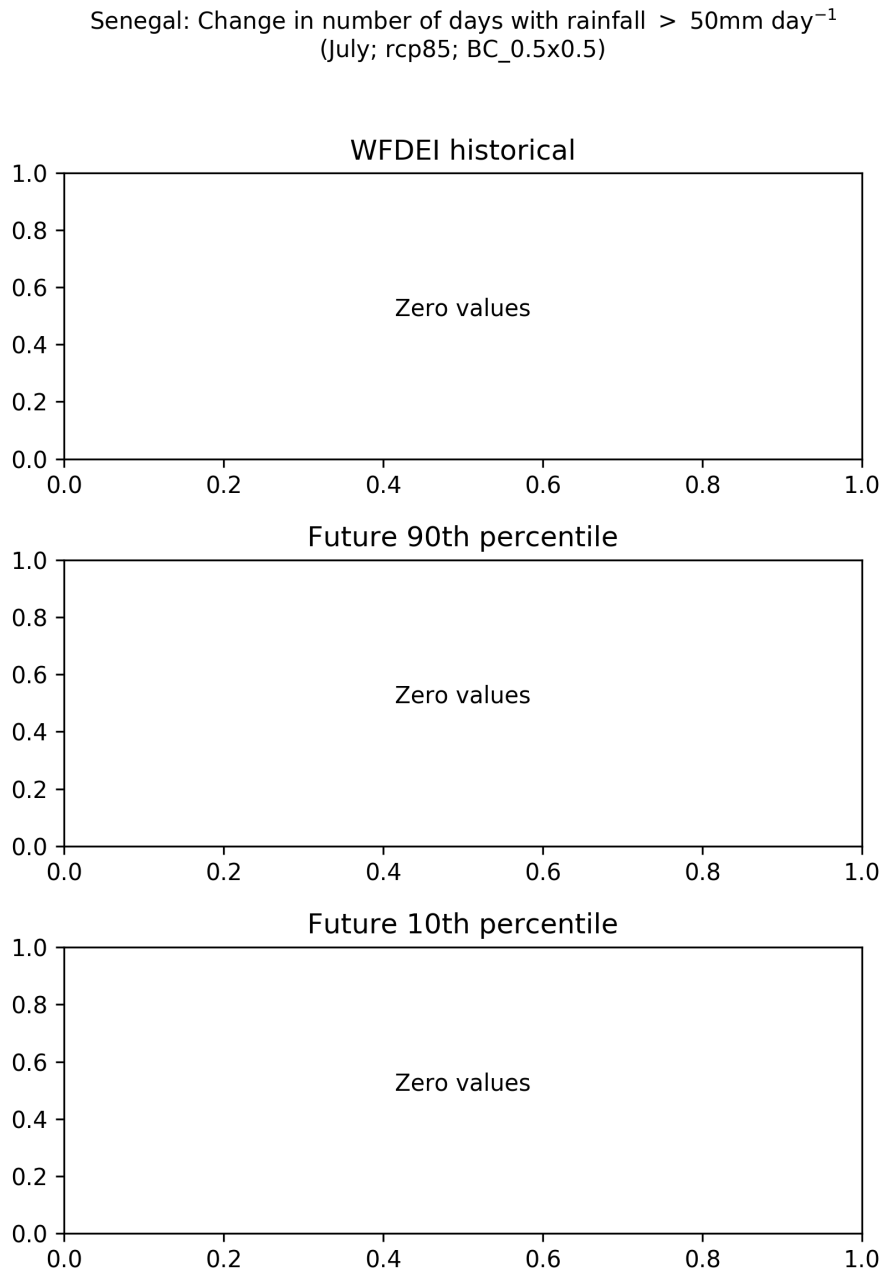 Senegal: Change in number of days with rainfall > 50mm day⁻¹
(July; rcp85; BC_0.5x0.5)
WFDEI historical
1.0
0.8
0.6
Zero values
0.4
0.2
0.0
0.0 0.2 0.4 0.6 0.8 1.0
Future 90th percentile
1.0
0.8
0.6
Zero values
0.4
0.2
0.0
0.0 0.2 0.4 0.6 0.8 1.0
Future 10th percentile
1.0
0.8
0.6
Zero values
0.4
0.2
0.0
0.0 0.2 0.4 0.6 0.8 1.0